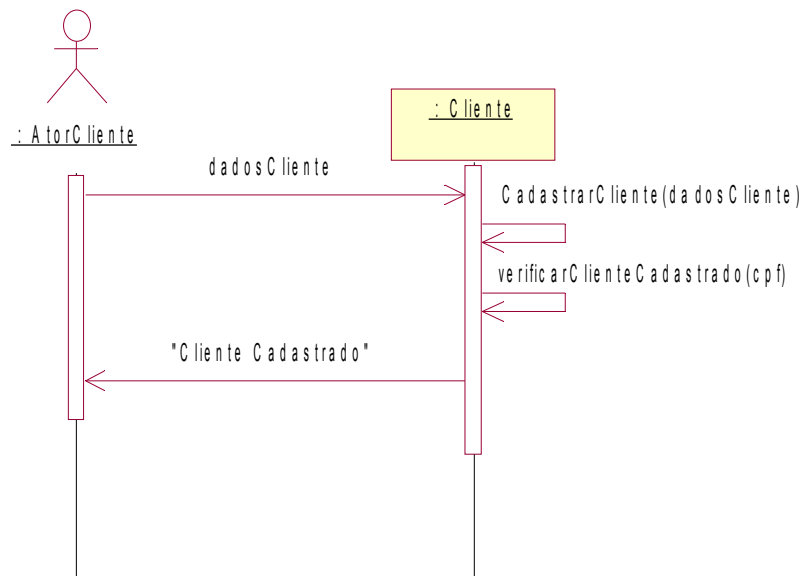 : Cliente
: AtorCliente
dadosCliente
CadastrarCliente(dadosCliente)
verificarClienteCadastrado(cpf)
"Cliente Cadastrado"